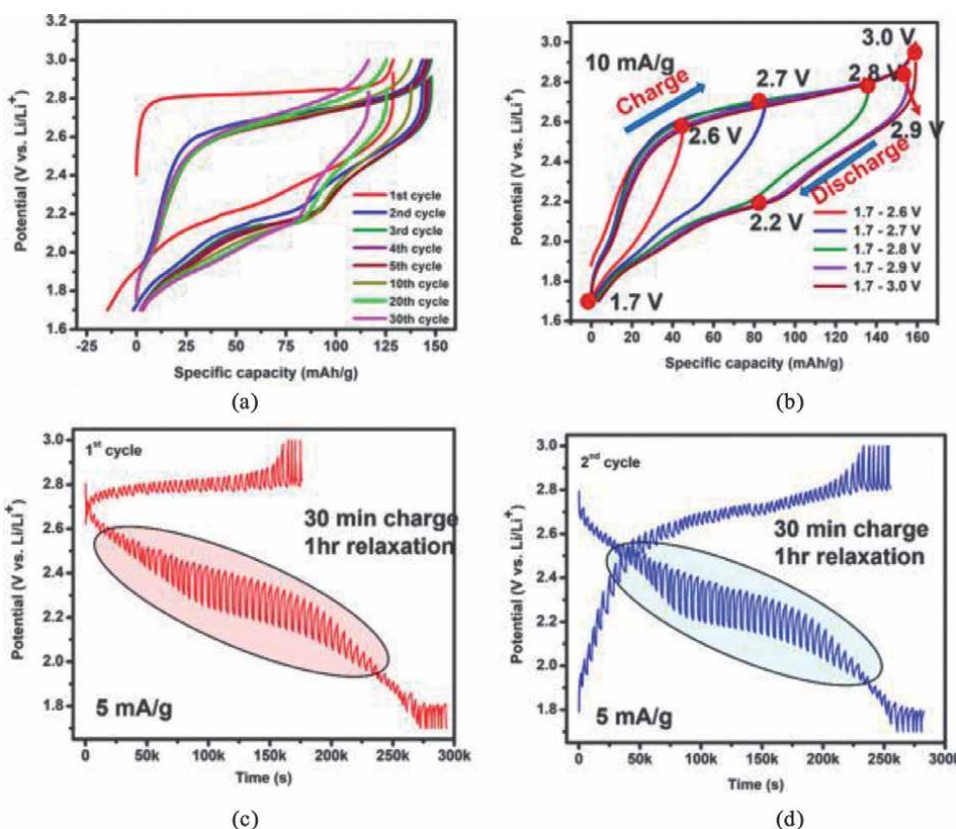 3.2
3.0
2.8
2.6
2.4
2.2
2.0
1.8
1.6
Potential (V vs. Li/Li⁺)
1st cycle
2nd cycle
3rd cycle
4th cycle
5th cycle
10th cycle
20th cycle
30th cycle
-25 0 25 50 75 100 125 150
Specific capacity (mAh/g)
(a)
3.2
3.0
2.8
2.6
2.4
2.2
2.0
1.8
1.6
Potential (V vs. Li/Li⁺)
10 mA/g
Charge
2.6 V
2.7 V
2.8 V
3.0 V
2.9 V
Discharge
2.2 V
1.7 V
1.7 - 2.6 V
1.7 - 2.7 V
1.7 - 2.8 V
1.7 - 2.9 V
1.7 - 3.0 V
0 20 40 60 80 100 120 140 160
Specific capacity (mAh/g)
(b)
3.0
2.8
2.6
2.4
2.2
2.0
1.8
Potential (V vs. Li/Li⁺)
1st cycle
30 min charge
1hr relaxation
5 mA/g
0 50k 100k 150k 200k 250k 300k
Time (s)
(c)
3.0
2.8
2.6
2.4
2.2
2.0
1.8
Potential (V vs. Li/Li⁺)
2nd cycle
30 min charge
1hr relaxation
5 mA/g
0 50k 100k 150k 200k 250k 300k
Time (s)
(d)